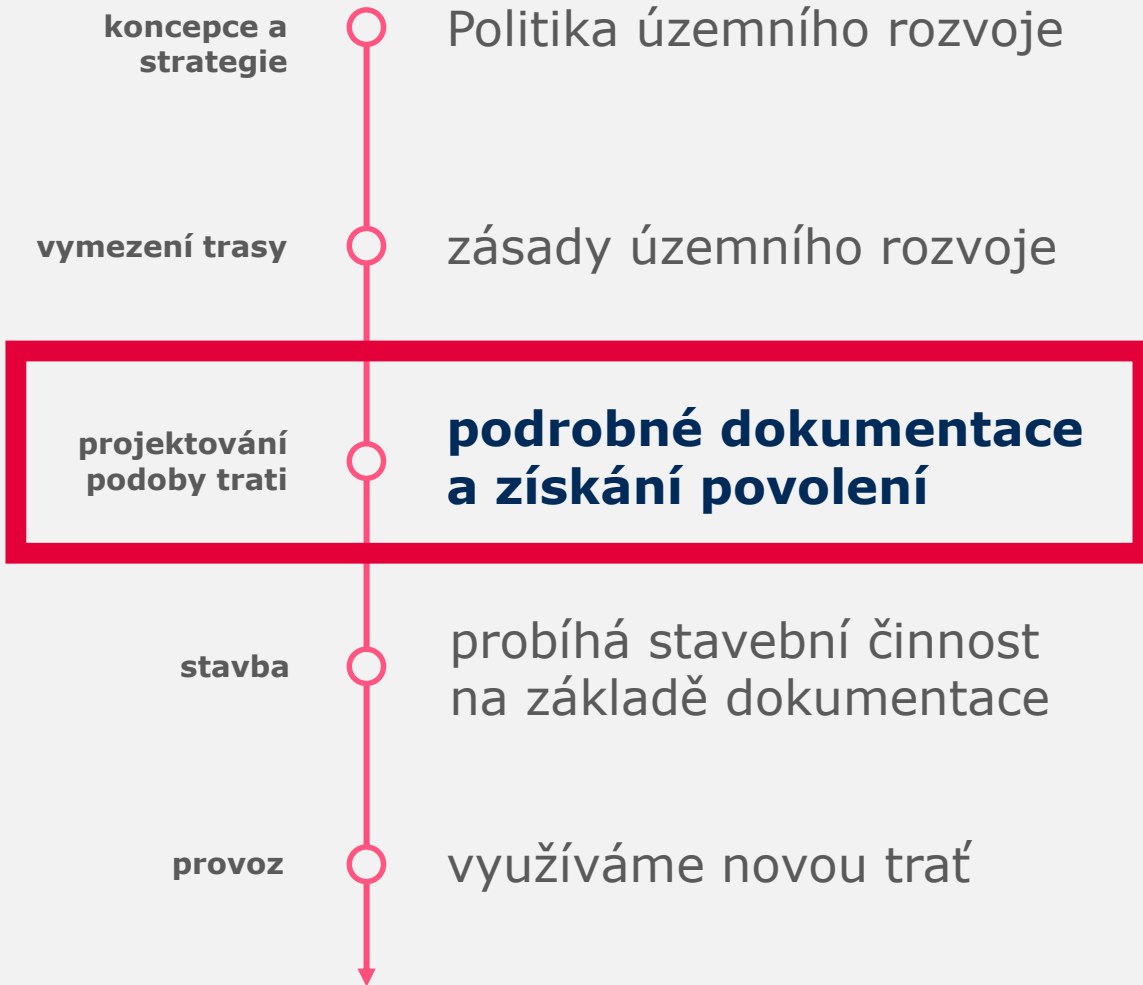 koncepce a
strategie
Politika územního rozvoje
vymezení trasy
zásady územního rozvoje
projektování
podoby trati
podrobné dokumentace
a získání povolení
stavba
probíhá stavební činnost
na základě dokumentace
provoz
využíváme novou trať